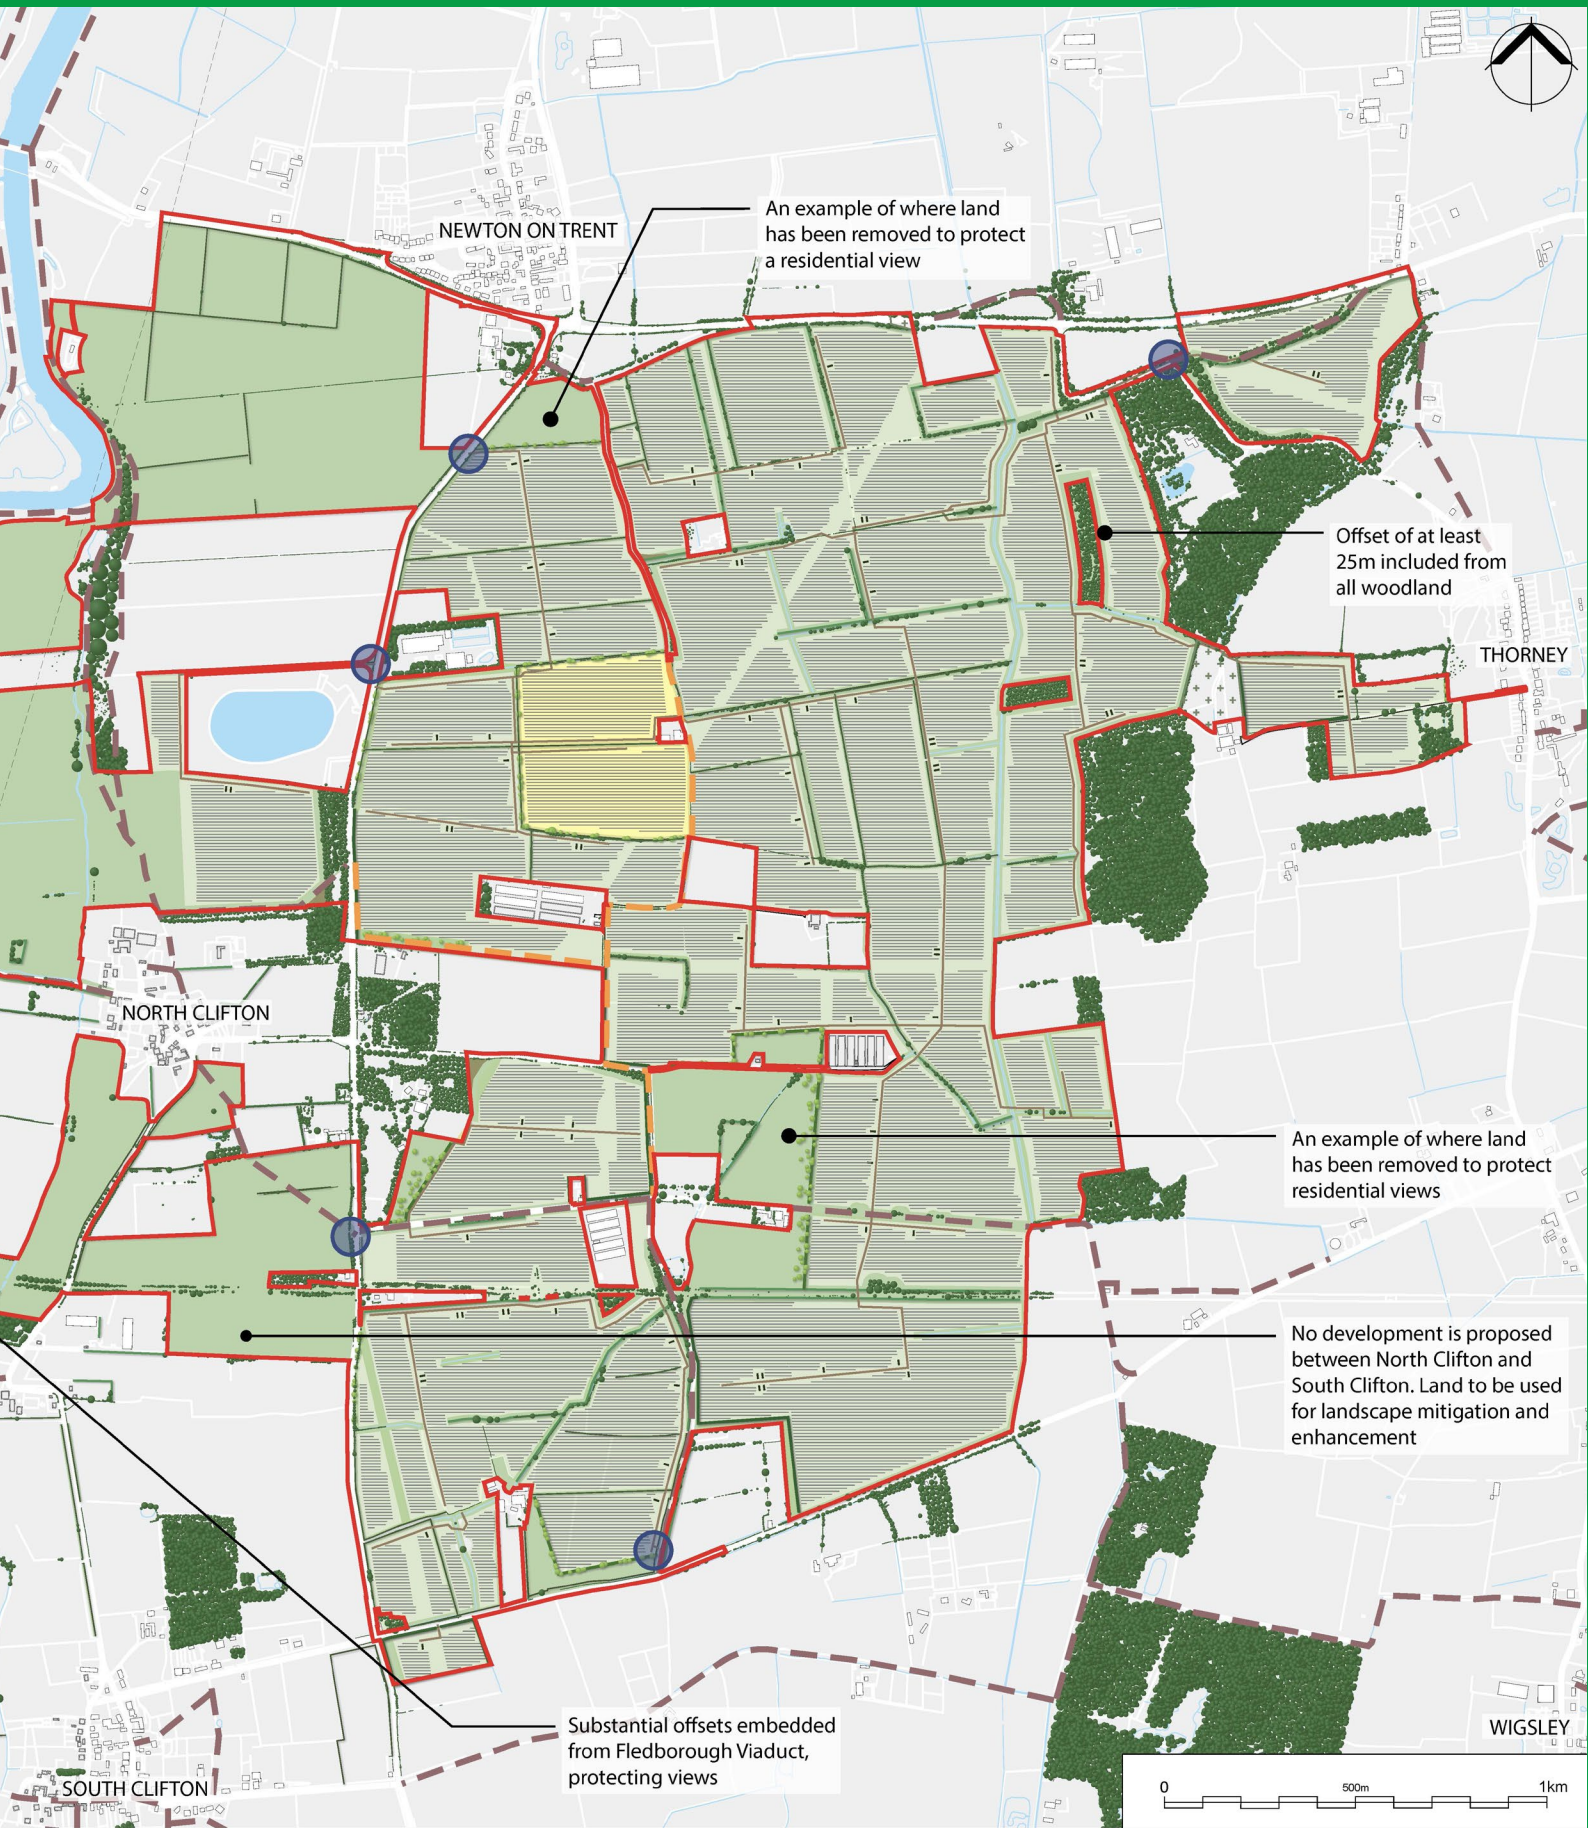 NEWTON ON TRENT
An example of where land
has been removed to protect
a residential view
Offset of at least
25m included from
all woodland
THORNEY
NORTH CLIFTON
An example of where land
has been removed to protect
residential views
No development is proposed
between North Clifton and
South Clifton. Land to be used
for landscape mitigation and
enhancement
Substantial offsets embedded
from Fledborough Viaduct,
protecting views
WIGSLEY
SOUTH CLIFTON
0 500m 1km